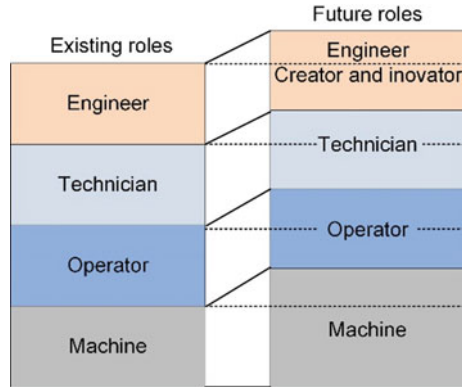 Existing roles
Engineer
Technician
Operator
Machine
Future roles
Engineer
Creator and inovator
Technician
Operator
Machine